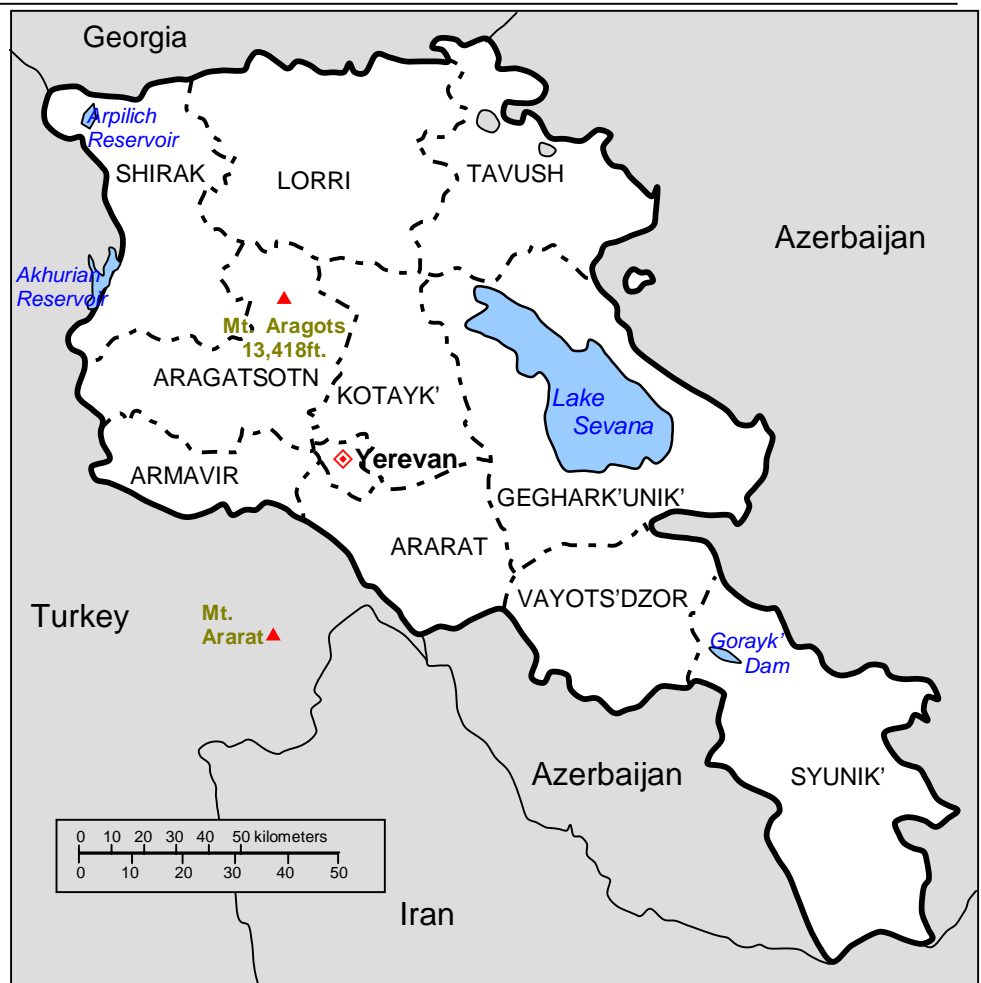 Georgia
Arpilich
Reservoir
SHIRAK
LORRI
TAVUSH
Azerbaijan
Akhurian
Reservoir
Mt. Aragots
13,418ft.
ARAGATSOTN
KOTAYK’
Lake
Sevana
Yerevan
ARMAVIR
GEGHARK’UNIK’
ARARAT
VAYOTS’DZOR
Turkey
Mt.
Ararat
Gorayk’
Dam
Azerbaijan
SYUNIK’
0 10 20 30 40 50 kilometers
0 10 20 30 40 50
Iran